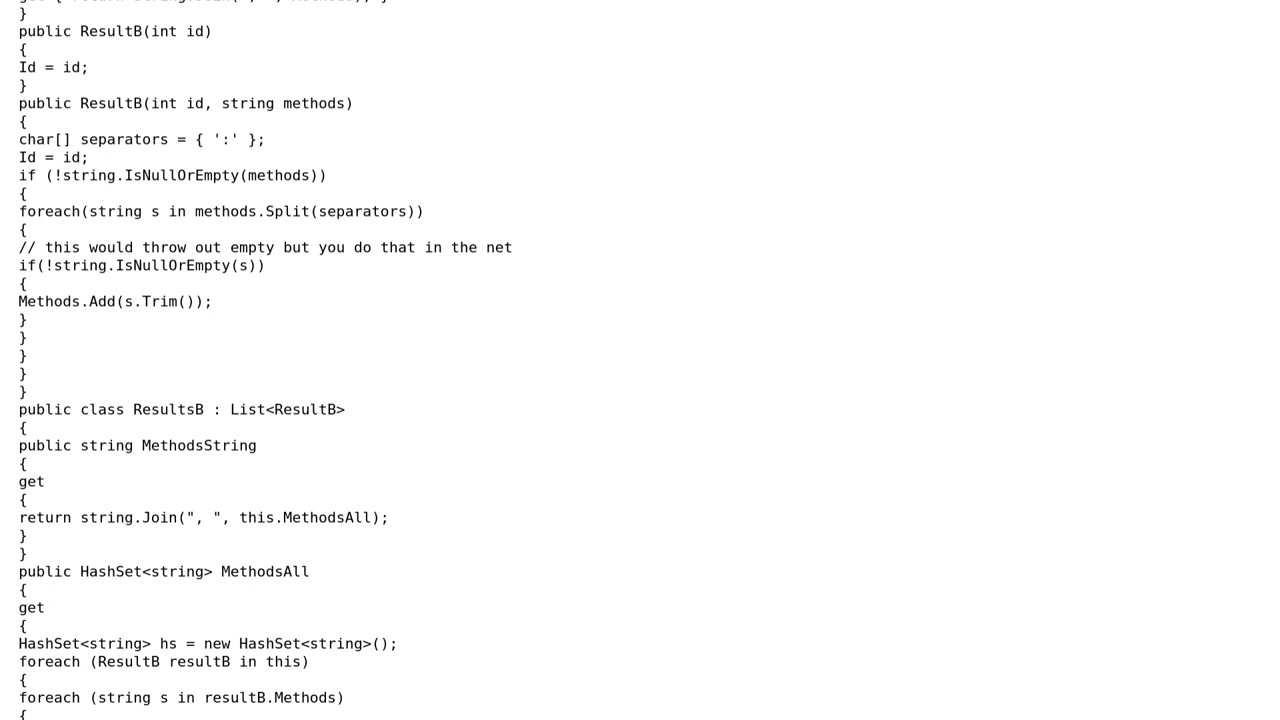 }
public ResultB(int id)
{
Id = id;
}
public ResultB(int id, string methods)
{
char[] separators = { ':' };
Id = id;
if (!string.IsNullOrEmpty(methods))
{
foreach(string s in methods.Split(separators))
{
// this would throw out empty but you do that in the net
if(!string.IsNullOrEmpty(s))
{
Methods.Add(s.Trim());
}
}
}
}
}
public class ResultsB : List<ResultB>
{
public string MethodsString
{
get
{
return string.Join(", ", this.MethodsAll);
}
}
public HashSet<string> MethodsAll
{
get
{
HashSet<string> hs = new HashSet<string>();
foreach (ResultB resultB in this)
{
foreach (string s in resultB.Methods)
{